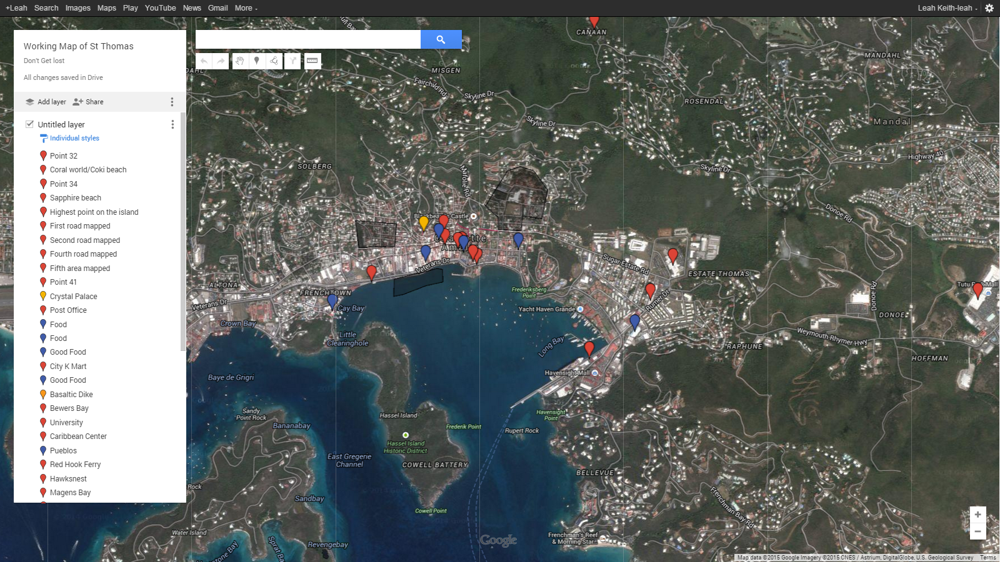 +Leah Search Images Maps Play YouTube News Gmail More
Leah Keith-leah
Working Map of St Thomas
Don't Get lost
All changes saved in Drive
Add layer Share
Untitled layer
Individual styles
Point 32
Coral world/Coki beach
Point 34
Sapphire beach
Highest point on the island
First road mapped
Second road mapped
Fourth road mapped
Fifth area mapped
Point 41
Crystal Palace
Post Office
Food
Food
Good Food
City K Mart
Good Food
Basaltic Dike
Bewers Bay
University
Caribbean Center
Pueblos
Red Hook Ferry
Hawksnest
Magens Bay
CANAAN
MANDAHL
MISGEN
Fairchild Rd
Skyline Dr
ROSENDAL
Skyline Dr
Mandal
Highway 40
SOLBERG
Skyline Dr
Mafolie Rd
Donoe Rd
Blackbeard's Castle
Charlotte
Veterans Dr
Sugar Estate Rd
ESTATE THOMAS
ALTONA
FRENCHTOWN
Frederiksberg
Point
Rumer Dr
Donoe Rd
Veterans Dr
Cay Bay
Yacht Haven Grande
DONOE
Crown Bay
Little
Clearinghole
Long Bay
Weymouth Rhymer Hwy
RAPHUNE
HOFFMAN
Havensight Mall
Baye de Grigri
Sandy
Point Rock
Hassel Island
Havensight
Point
Bananabay
Frederik Point
Rupert Rock
Hassel Island
Historic District
East Gregerie
Channel
COWELL BATTERY
BELLEVUE
Rock
Sandbay
Cowell Point
Frenchman Bay Rd
Water Island
Revengebay
Google
Frenchman's Reef
& Morning Star...
Map data ©2015 Google Imagery ©2015 CNES / Astrium, DigitalGlobe, U.S. Geological Survey Terms